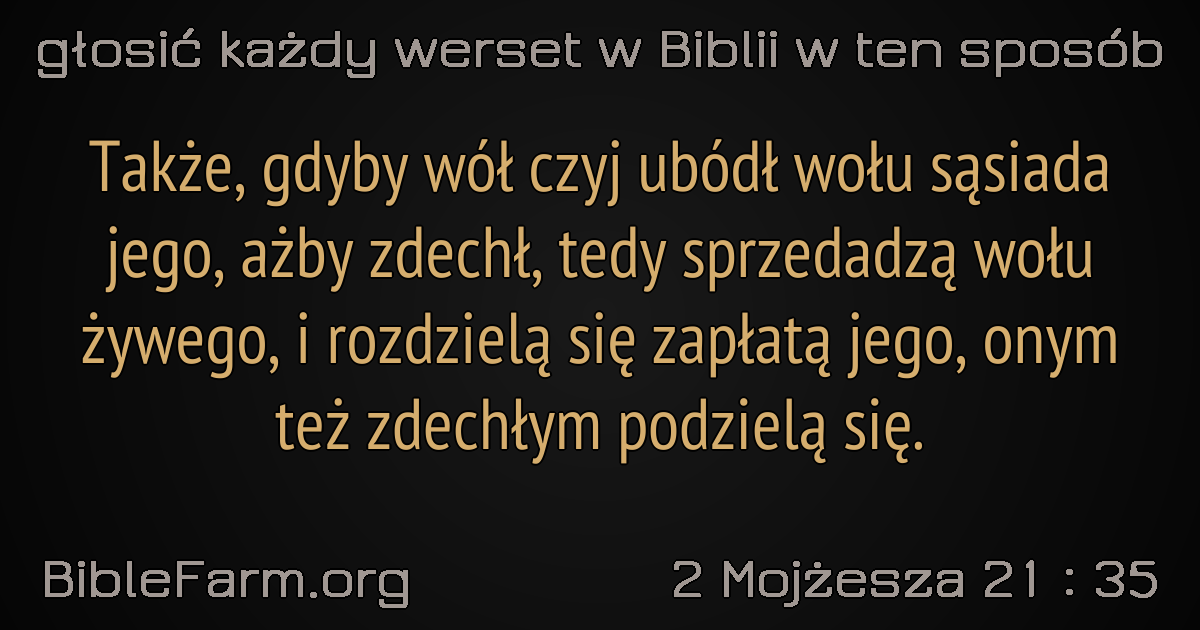 głosić każdy werset w Biblii w ten sposób
Także, gdyby wół czyj ubódł wołu sąsiada
jego, ażby zdechł, tedy sprzedadzą wołu
żywego, i rozdzielą się zapłatą jego, onym
też zdechłym podzielą się.
BibleFarm.org
2 Mojżesza 21 : 35